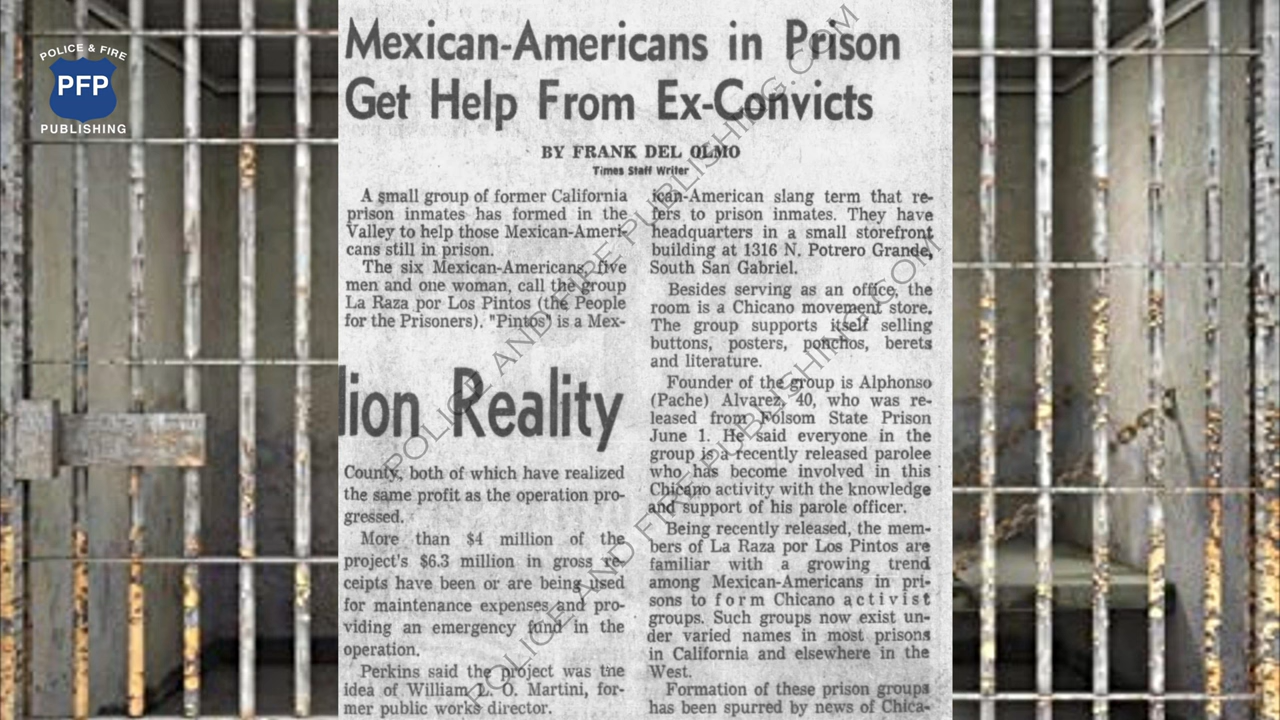 POLICE & FIRE
PFP
PUBLISHING
Mexican-Americans in Prison
Get Help From Ex-Convicts
BY FRANK DEL OLMO
Times Staff Writer
A small group of former California
prison inmates has formed in the
Valley to help those Mexican-Ameri-
cans still in prison.
The six Mexican-Americans, five
men and one woman, call the group
La Raza por Los Pintos (the People
for the Prisoners). "Pintos" is a Mex-
ican-American slang term that re-
fers to prison inmates. They have
headquarters in a small storefront
building at 1316 N. Potrero Grande,
South San Gabriel.
Besides serving as an office, the
room is a Chicano movement store.
The group supports itself selling
buttons, posters, ponchos, berets
and literature.
Founder of the group is Alphonso
(Pache) Alvarez, 40, who was re-
leased from Folsom State Prison
June 1. He said everyone in the
group is a recently released parolee
who has become involved in this
Chicano activity with the knowledge
and support of his parole officer.
Being recently released, the mem-
bers of La Raza por Los Pintos are
familiar with a growing trend
among Mexican-Americans in pri-
sons to form Chicano activist
groups. Such groups now exist un-
der varied names in most prisons
in California and elsewhere in the
West.
Formation of these prison groups
has been spurred by news of Chica-
lion Reality
County, both of which have realized
the same profit as the operation pro-
gressed.
More than $4 million of the
project's $6.3 million in gross re-
ceipts have been or are being used
for maintenance expenses and pro-
viding an emergency fund in the
operation.
Perkins said the project was the
idea of William L. O. Martini, for-
mer public works director.
POLICE AND FIRE PUBLISHING.COM
POLICE AND FIRE PUBLISHING.COM